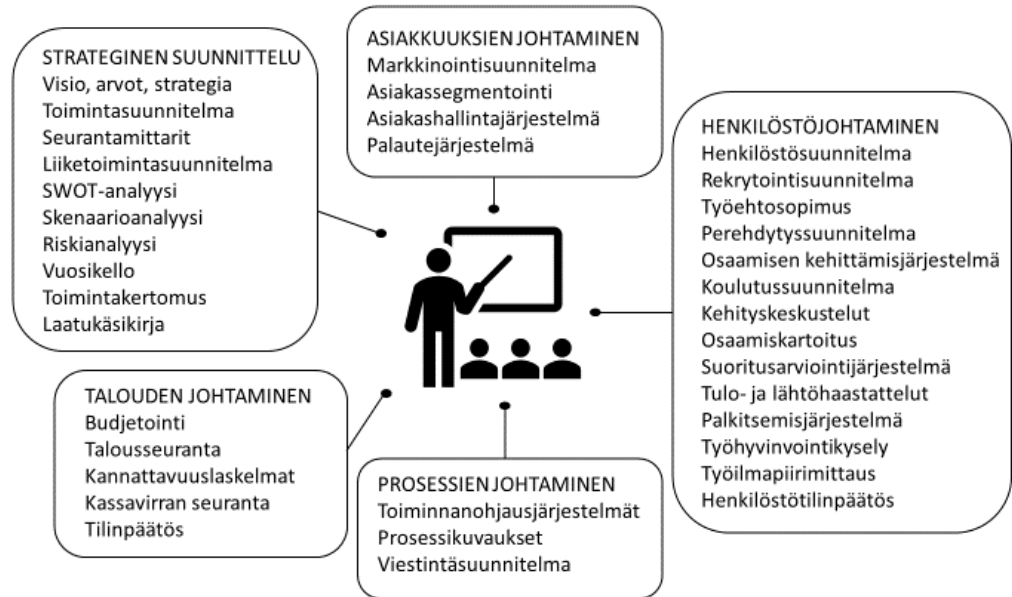 STRATEGINEN SUUNNITTELU
Visio, arvot, strategia
Toimintasuunnitelma
Seurantamittarit
Liiketoimintasuunnitelma
SWOT-analyysi
Skenaarioanalyysi
Riskianalyysi
Vuosikello
Toimintakertomus
Laatukäsikirja
ASIAKKUUKSIEN JOHTAMINEN
Markkinointisuunnitelma
Asiakassegmentointi
Asiakashallintajärjestelmä
Palautejärjestelmä
HENKILÖSTÖJOHTAMINEN
Henkilöstösuunnitelma
Rekrytointisuunnitelma
Työehtosopimus
Perehdytyssuunnitelma
Osaamisen kehittämisjärjestelmä
Koulutussuunnitelma
Kehityskeskustelut
Osaamiskartoitus
Suoritusarviointijärjestelmä
Tulo- ja lähtöhaastattelut
Palkitsemisjärjestelmä
Työhyvinvointikysely
Työilmapiirimittaus
Henkilöstötilinpäätös
TALOUDEN JOHTAMINEN
Budjetointi
Talousseuranta
Kannattavuuslaskelmat
Kassavirran seuranta
Tilinpäätös
PROSESSIEN JOHTAMINEN
Toiminnanohjausjärjestelmät
Prosessikuvaukset
Viestintäsuunnitelma